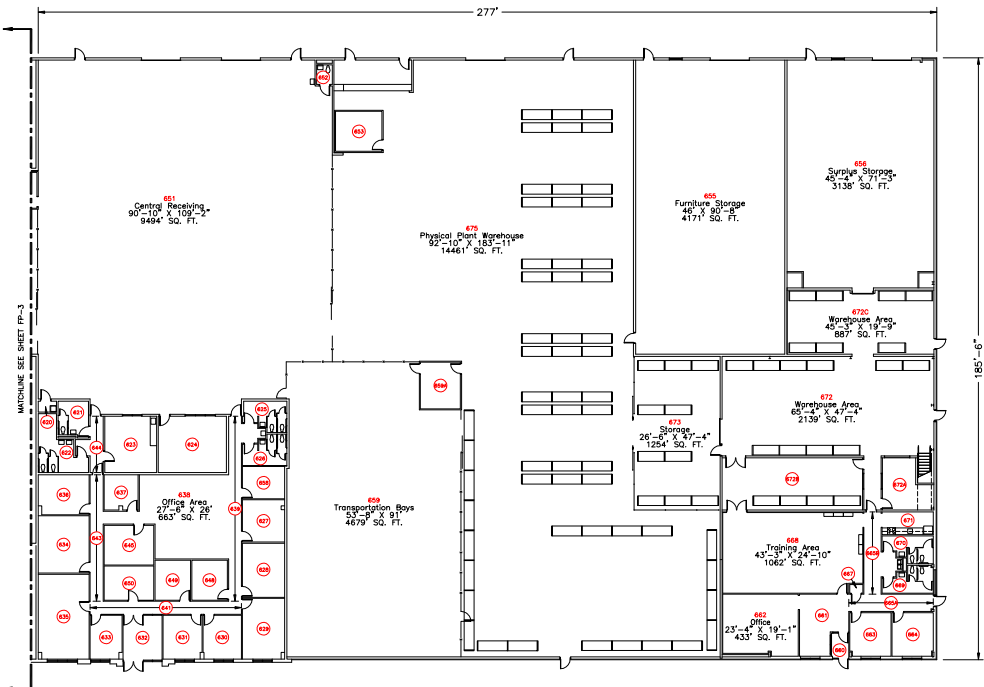 277'
652
653
656
Surplus Storage
45'-4" X 71'-3"
3138' SQ. FT.
651
Central Receiving
90'-10" X 109'-2"
9494' SQ. FT.
655
Furniture Storage
46' X 90'-8"
4171' SQ. FT.
675
Physical Plant Warehouse
92'-10" X 183'-11"
14461' SQ. FT.
672C
Warehouse Area
45'-3" X 19'-9"
887' SQ. FT.
MATCHLINE SEE SHEET FP-3
185'-6"
659A
672
Warehouse Area
65'-4" X 47'-4"
2139' SQ. FT.
673
Storage
26'-6" X 47'-4"
1254' SQ. FT.
620
621
622
644
623
624
625
626
636
637
638
Office Area
27'-6" X 26'
663' SQ. FT.
639
658
627
659
Transportation Bays
53'-8" X 91'
4679' SQ. FT.
672B
672A
671
634
643
645
628
668
Training Area
43'-3" X 24'-10"
1062' SQ. FT.
665B
670
669
650
649
648
667
641
635
633
632
631
630
629
662
Office
23'-4" X 19'-1"
433' SQ. FT.
661
660
665A
663
664